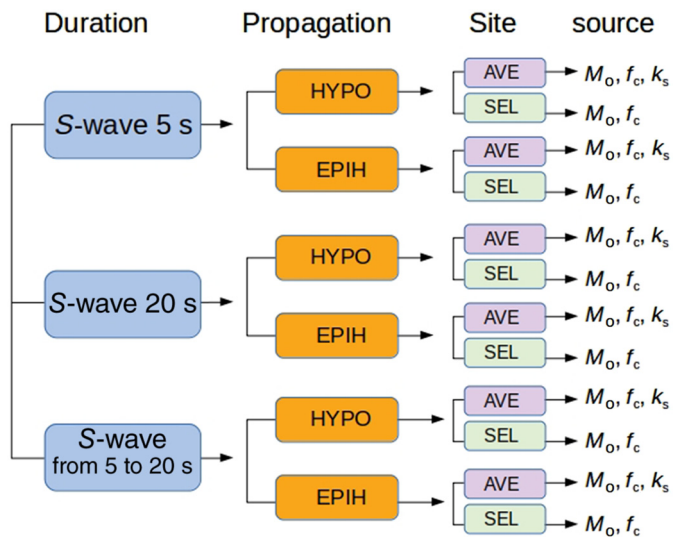 Duration Propagation Site source
S-wave 5 s
HYPO
AVE
Mo, fc, ks
SEL
Mo, fc
EPIH
AVE
Mo, fc, ks
SEL
Mo, fc
S-wave 20 s
HYPO
AVE
Mo, fc, ks
SEL
Mo, fc
EPIH
AVE
Mo, fc, ks
SEL
Mo, fc
S-wave
from 5 to 20 s
HYPO
AVE
Mo, fc, ks
SEL
Mo, fc
EPIH
AVE
Mo, fc, ks
SEL
Mo, fc